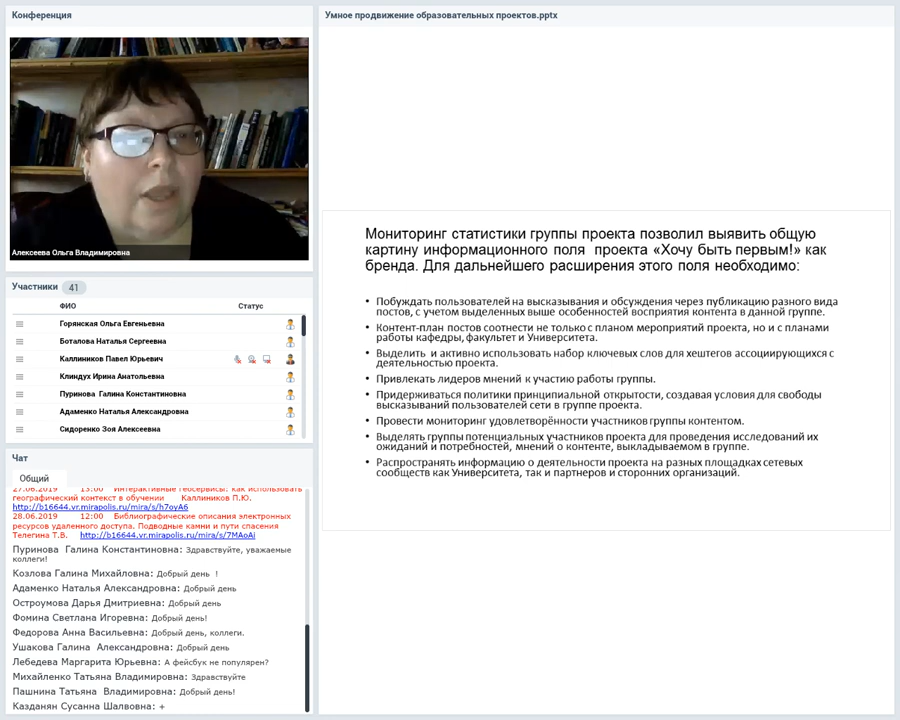 Конференция
Алексеева Ольга Владимировна
Участники 41
ФИО Статус
Горянская Ольга Евгеньевна
Боталова Наталья Сергеевна
Каллиников Павел Юрьевич
Клиндух Ирина Анатольевна
Пуринова Галина Константиновна
Адаменко Наталья Александровна
Сидоренко Зоя Алексеевна
Чат
Общий
27.06.2019 13:00 Интерактивные геосервисы: как использовать
географический контекст в обучении Каллиников П.Ю.
http://b16644.vr.mirapolis.ru/mira/s/h7oyA6
28.06.2019 12:00 Библиографические описания электронных
ресурсов удаленного доступа. Подводные камни и пути спасения
Телегина Т.В. http://b16644.vr.mirapolis.ru/mira/s/7MAoAi
Пуринова Галина Константиновна: Здравствуйте, уважаемые
коллеги!
Козлова Галина Михайловна: Добрый день !
Адаменко Наталья Александровна: Добрый день
Остроумова Дарья Дмитриевна: Добрый день
Фомина Светлана Игоревна: Добрый день!
Федорова Анна Васильевна: Добрый день, коллеги.
Ушакова Галина Александровна: Добрый день
Лебедева Маргарита Юрьевна: А фейсбук не популярен?
Михайленко Татьяна Владимировна: Здравствуйте
Пашнина Татьяна Владимировна: Добрый день!
Казданян Сусанна Шалвовна: +
Умное продвижение образовательных проектов.pptx
Мониторинг статистики группы проекта позволил выявить общую
картину информационного поля проекта «Хочу быть первым!» как
бренда. Для дальнейшего расширения этого поля необходимо:
• Побуждать пользователей на высказывания и обсуждения через публикацию разного вида
постов, с учетом выделенных выше особенностей восприятия контента в данной группе.
• Контент-план постов соотнести не только с планом мероприятий проекта, но и с планами
работы кафедры, факультет и Университета.
• Выделить и активно использовать набор ключевых слов для хештегов ассоциирующихся с
деятельностью проекта.
• Привлекать лидеров мнений к участию работы группы.
• Придерживаться политики принципиальной открытости, создавая условия для свободы
высказываний пользователей сети в группе проекта.
• Провести мониторинг удовлетворённости участников группы контентом.
• Выделять группы потенциальных участников проекта для проведения исследований их
ожиданий и потребностей, мнений о контенте, выкладываемом в группе.
• Распространять информацию о деятельности проекта на разных площадках сетевых
сообществ как Университета, так и партнеров и сторонних организаций.